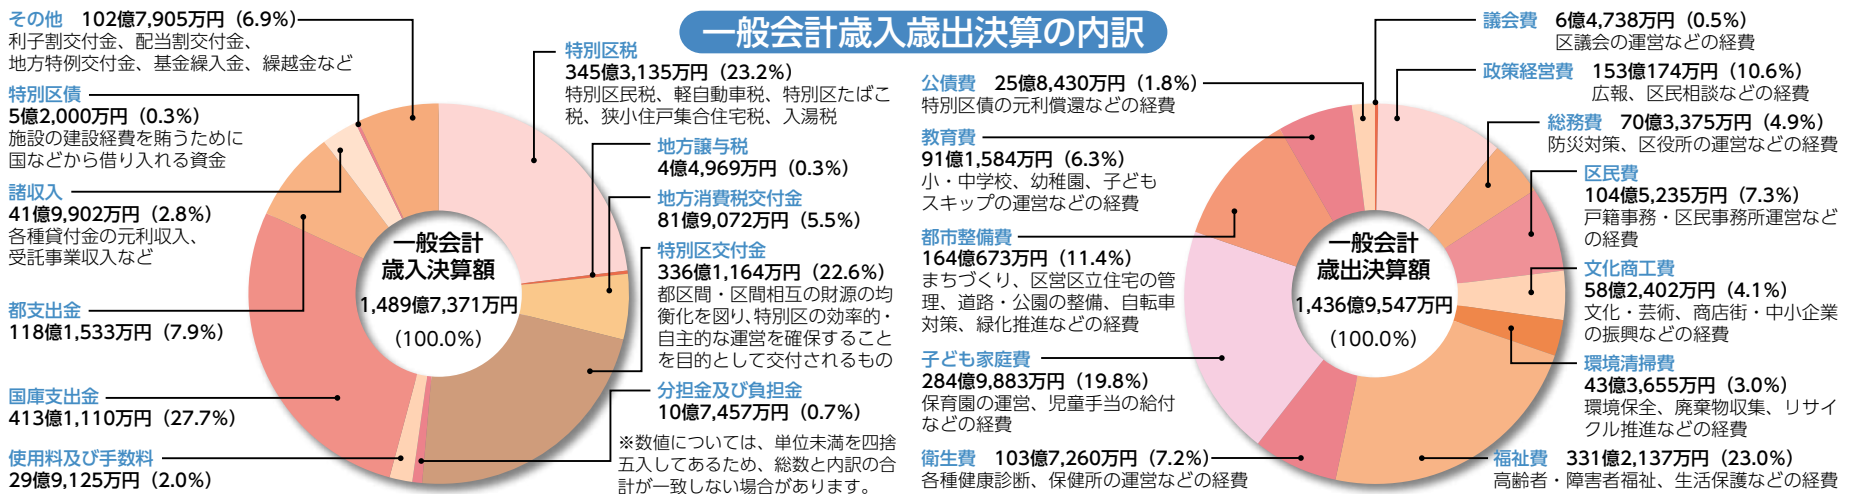 一般会計歳入歳出決算の内訳
その他 102億7,905万円（6.9%）
利子割交付金、配当割交付金、
地方特例交付金、基金繰入金、繰越金など
特別区債
5億2,000万円（0.3%）
施設の建設経費を賄うために
国などから借り入れる資金
諸収入
41億9,902万円（2.8%）
各種貸付金の元利収入、
受託事業収入など
都支出金
118億1,533万円（7.9%）
国庫支出金
413億1,110万円（27.7%）
使用料及び手数料
29億9,125万円（2.0%）
一般会計
歳入決算額
1,489億7,371万円
（100.0%）
特別区税
345億3,135万円（23.2%）
特別区民税、軽自動車税、特別区たばこ
税、狭小住戸集合住宅税、入湯税
地方譲与税
4億4,969万円（0.3%）
地方消費税交付金
81億9,072万円（5.5%）
特別区交付金
336億1,164万円（22.6%）
都区間・区間相互の財源の均
衡化を図り、特別区の効率的・
自主的な運営を確保すること
を目的として交付されるもの
分担金及び負担金
10億7,457万円（0.7%）
※数値については、単位未満を四捨
五入してあるため、総数と内訳の合
計が一致しない場合があります。
公債費 25億8,430万円（1.8%）
特別区債の元利償還などの経費
教育費
91億1,584万円（6.3%）
小・中学校、幼稚園、子ども
スキップの運営などの経費
都市整備費
164億673万円（11.4%）
まちづくり、区営区立住宅の管
理、道路・公園の整備、自転車
対策、緑化推進などの経費
子ども家庭費
284億9,883万円（19.8%）
保育園の運営、児童手当の給付
などの経費
衛生費 103億7,260万円（7.2%）
各種健康診断、保健所の運営などの経費
一般会計
歳出決算額
1,436億9,547万円
（100.0%）
議会費 6億4,738万円（0.5%）
区議会の運営などの経費
政策経営費 153億174万円（10.6%）
広報、区民相談などの経費
総務費 70億3,375万円（4.9%）
防災対策、区役所の運営などの経費
区民費
104億5,235万円（7.3%）
戸籍事務・区民事務所運営など
の経費
文化商工費
58億2,402万円（4.1%）
文化・芸術、商店街・中小企業
の振興などの経費
環境清掃費
43億3,655万円（3.0%）
環境保全、廃棄物収集、リサイ
クル推進などの経費
福祉費 331億2,137万円（23.0%）
高齢者・障害者福祉、生活保護などの経費